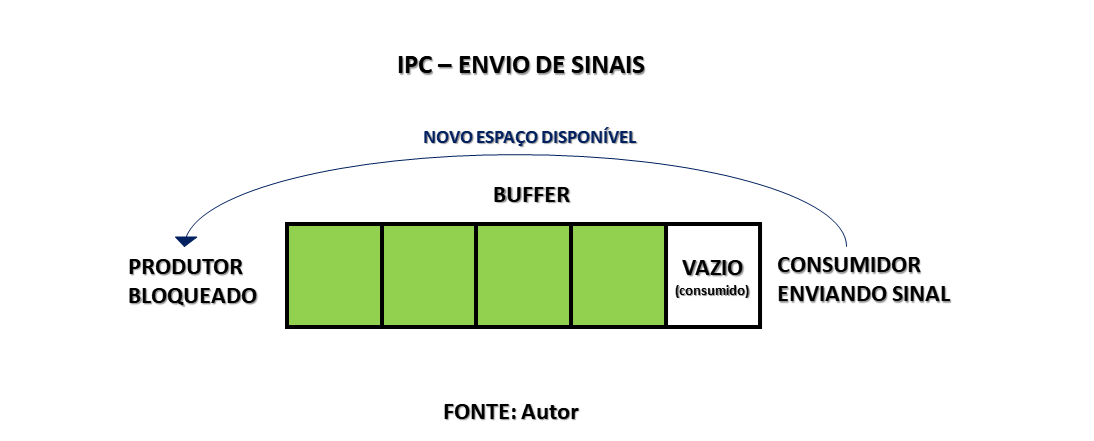 IPC – ENVIO DE SINAIS
NOVO ESPAÇO DISPONÍVEL
BUFFER
PRODUTOR
BLOQUEADO
VAZIO
(consumido)
CONSUMIDOR
ENVIANDO SINAL
FONTE: Autor